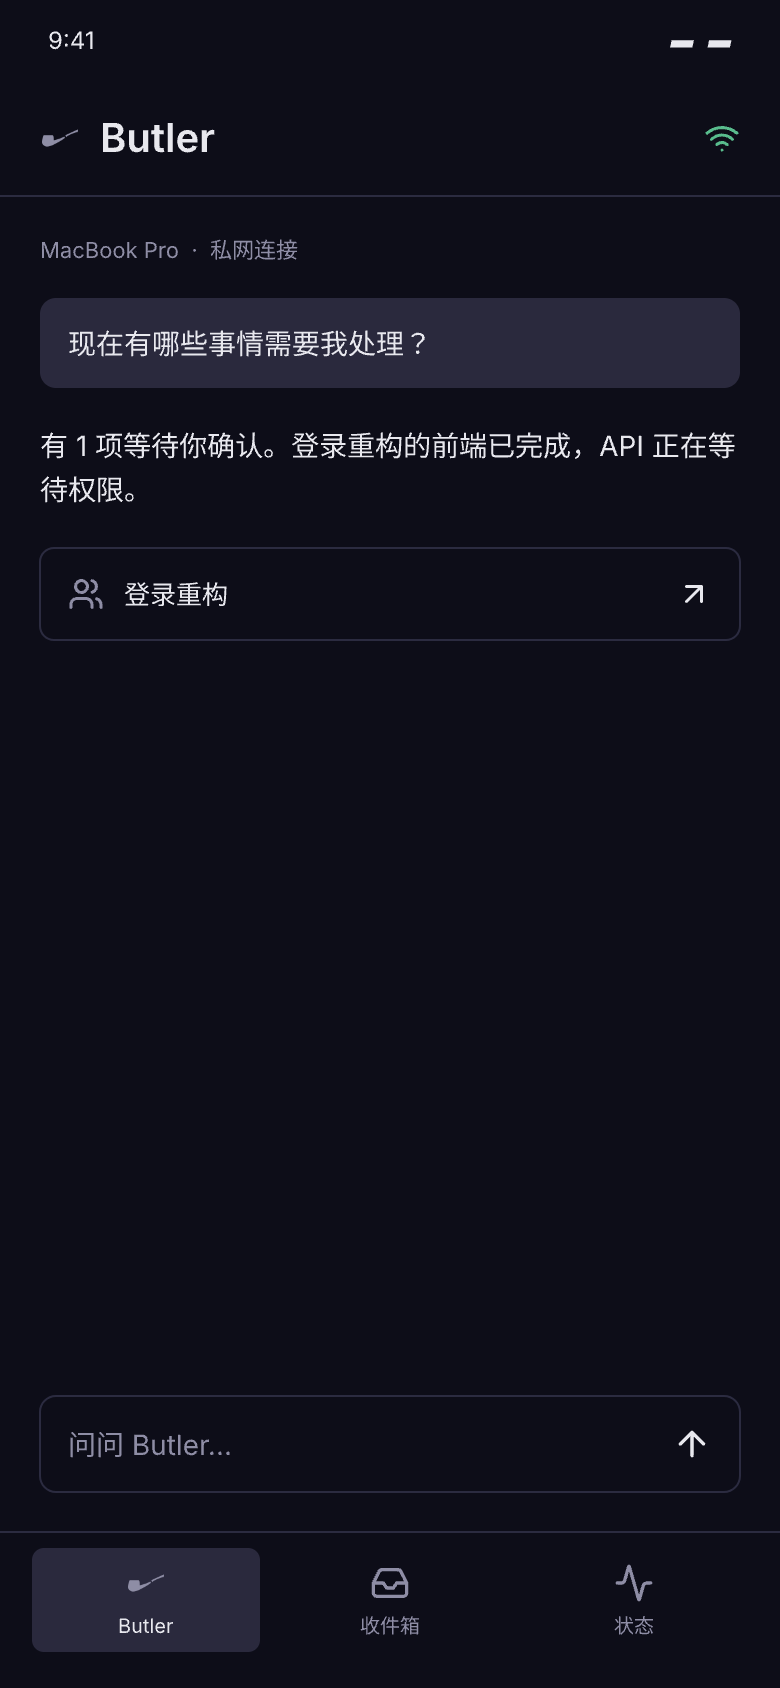 9:41
Butler
MacBook Pro · 私网连接
现在有哪些事情需要我处理？
有 1 项等待你确认。登录重构的前端已完成，API 正在等
待权限。
登录重构
问问 Butler...
Butler
收件箱
状态